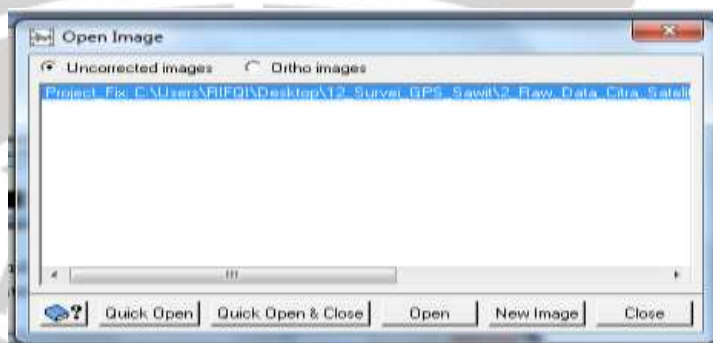 Open Image
Uncorrected images Ortho images
Project_Fix: C:\Users\RIFQI\Desktop\12_Survei_GPS_Sawit\2_Raw_Data_Citra_Sateli
? Quick Open Quick Open & Close Open New Image Close